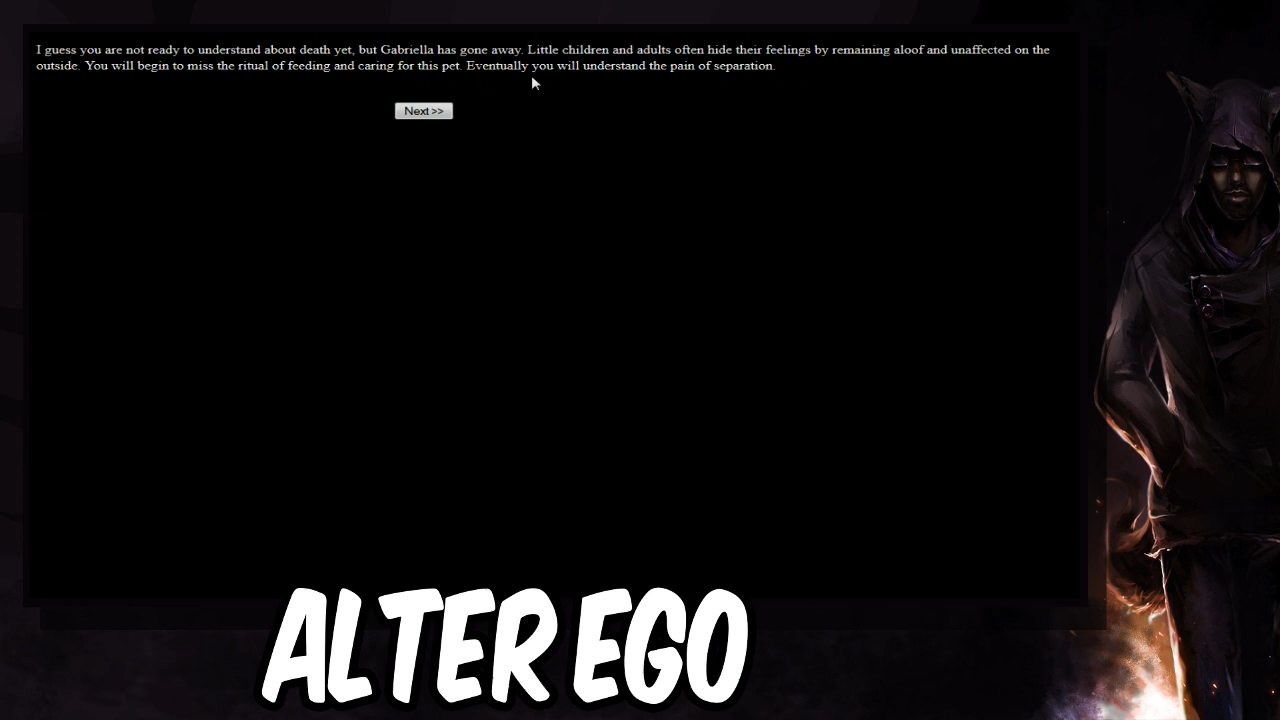 I guess you are not ready to understand about death yet, but Gabriella has gone away. Little children and adults often hide their feelings by remaining aloof and unaffected on the
outside. You will begin to miss the ritual of feeding and caring for this pet. Eventually you will understand the pain of separation.
Next >>
ALTER EGO